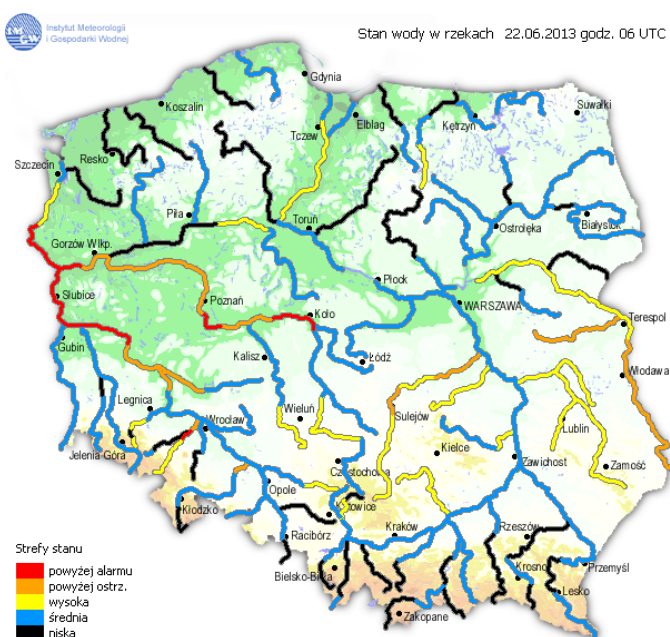 Instytut Meteorologii
i Gospodarki Wodnej
IMGW
Stan wody w rzekach 22.06.2013 godz. 06 UTC
Gdynia
Koszalin
Suwałki
Elbląg
Kętrzyn
Tczew
Resko
Szczecin
Piła
Białystok
Toruń
Ostrołęka
Gorzów Wlkp.
Płock
Słubice
Poznań
WARSZAWA
Koło
Terespol
Gubin
Kalisz
Łódź
Włodawa
Legnica
Wieluń
Sulejów
Wrocław
Lublin
Jelenia Góra
Kielce
Częstochowa
Zawichost
Zamość
Opole
Kłodzko
Katowice
Racibórz
Kraków
Rzeszów
Bielsko-Biała
Krosno
Przemyśl
Lesko
Zakopane
Strefy stanu
powyżej alarmu
powyżej ostrz.
wysoka
średnia
niska